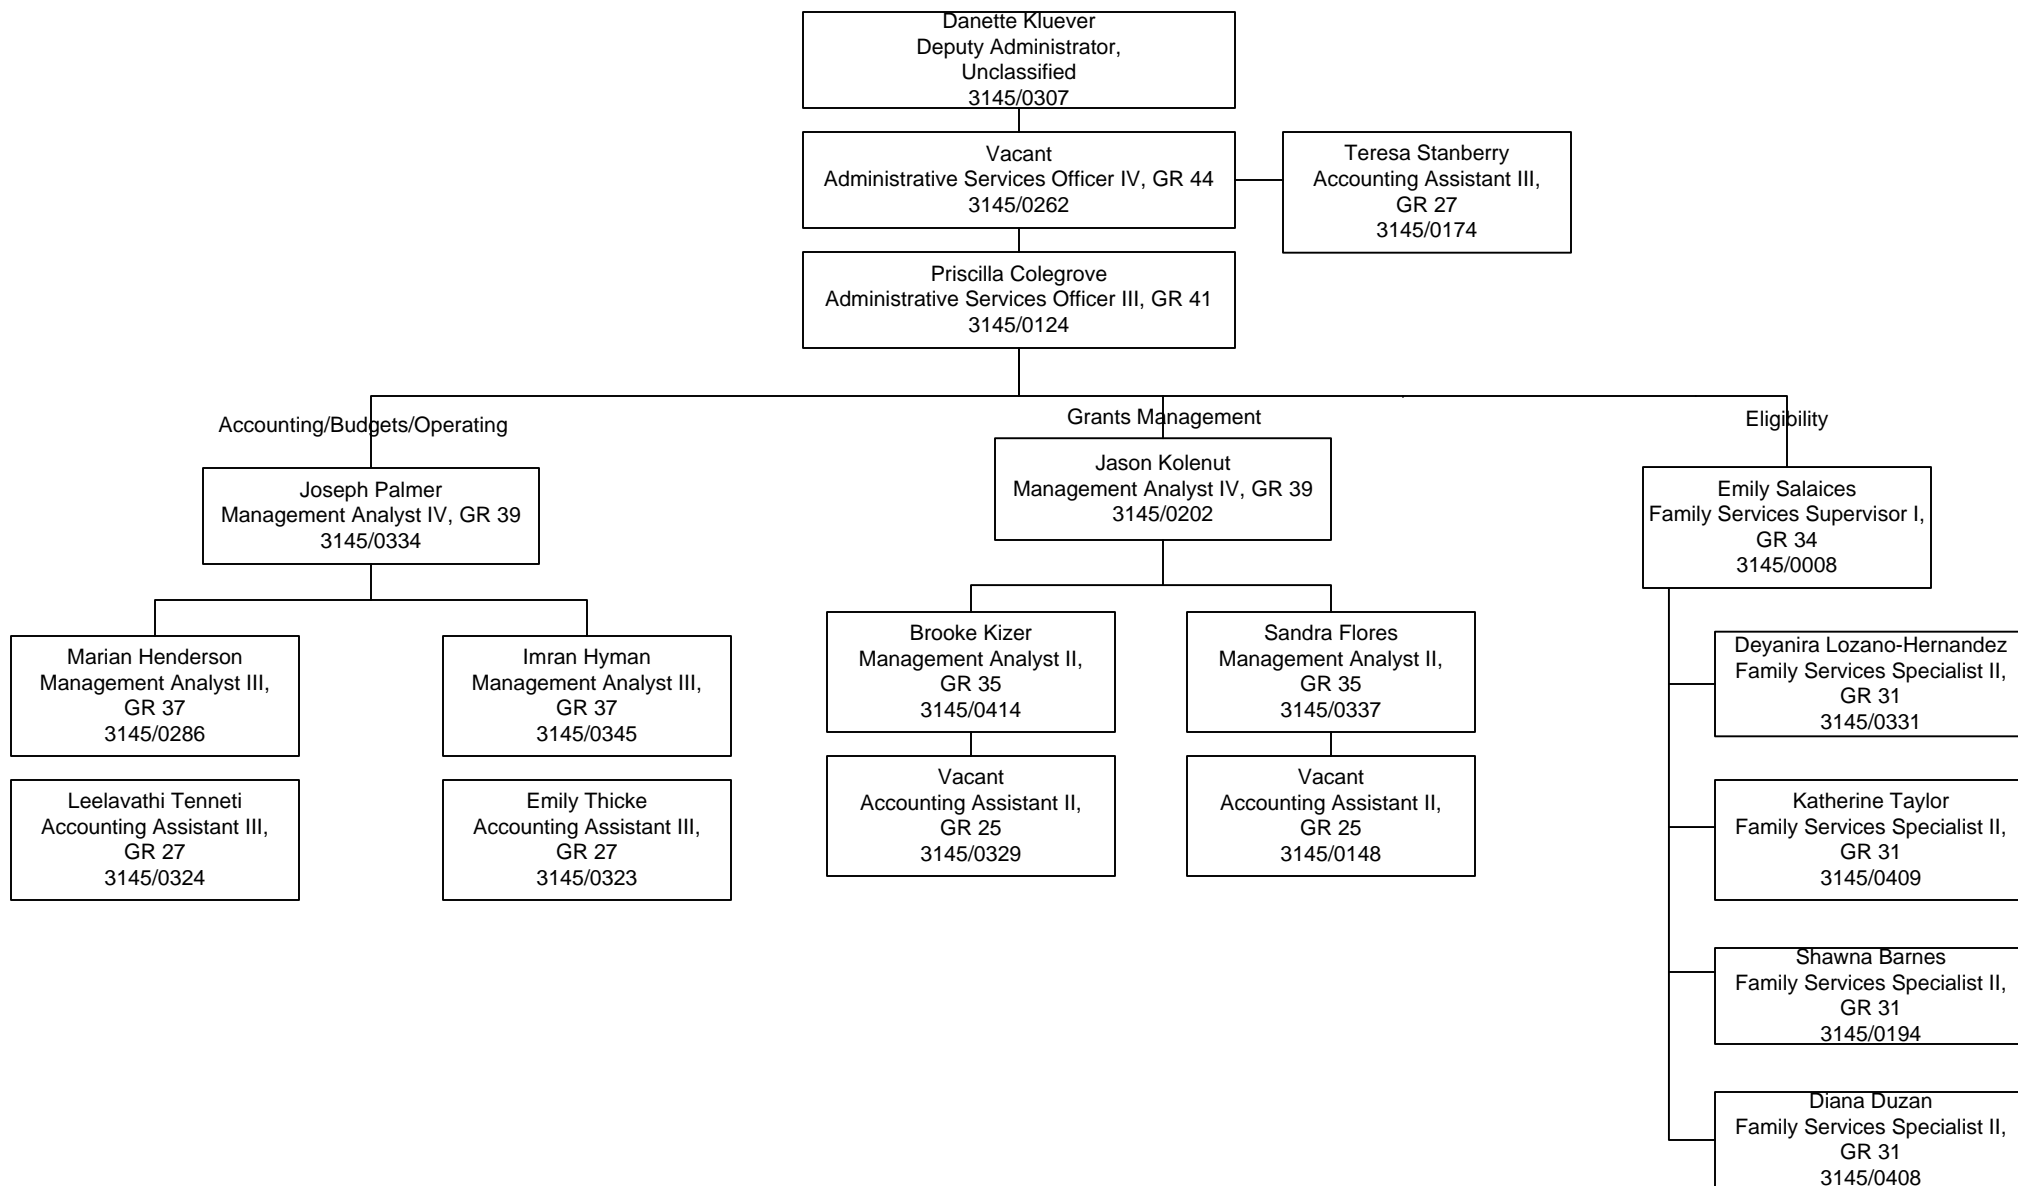 Danette Kluever
Deputy Administrator,
Unclassified
3145/0307
Vacant
Administrative Services Officer IV, GR 44
3145/0262
Teresa Stanberry
Accounting Assistant III,
GR 27
3145/0174
Priscilla Colegrove
Administrative Services Officer III, GR 41
3145/0124
Accounting/Budgets/Operating
Grants Management
Eligibility
Joseph Palmer
Management Analyst IV, GR 39
3145/0334
Jason Kolenut
Management Analyst IV, GR 39
3145/0202
Emily Salaices
Family Services Supervisor I,
GR 34
3145/0008
Marian Henderson
Management Analyst III,
GR 37
3145/0286
Imran Hyman
Management Analyst III,
GR 37
3145/0345
Brooke Kizer
Management Analyst II,
GR 35
3145/0414
Sandra Flores
Management Analyst II,
GR 35
3145/0337
Deyanira Lozano-Hernandez
Family Services Specialist II,
GR 31
3145/0331
Leelavathi Tenneti
Accounting Assistant III,
GR 27
3145/0324
Emily Thicke
Accounting Assistant III,
GR 27
3145/0323
Vacant
Accounting Assistant II,
GR 25
3145/0329
Vacant
Accounting Assistant II,
GR 25
3145/0148
Katherine Taylor
Family Services Specialist II,
GR 31
3145/0409
Shawna Barnes
Family Services Specialist II,
GR 31
3145/0194
Diana Duzan
Family Services Specialist II,
GR 31
3145/0408